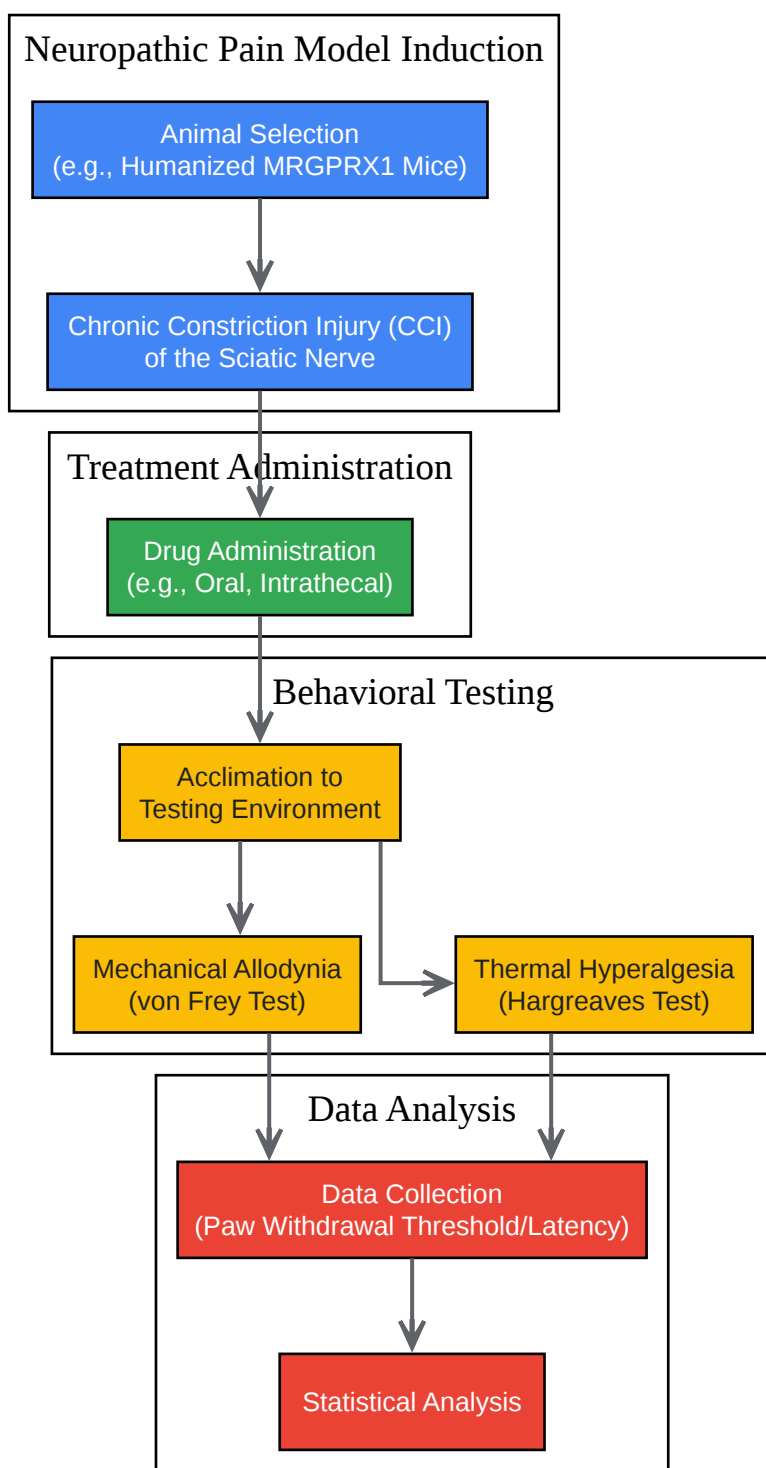 Neuropathic Pain Model Induction
Animal Selection
(e.g., Humanized MRGPRX1 Mice)
Chronic Constriction Injury (CCI)
of the Sciatic Nerve
Treatment Administration
Drug Administration
(e.g., Oral, Intrathecal)
Behavioral Testing
Acclimation to
Testing Environment
Mechanical Allodynia
(von Frey Test)
Thermal Hyperalgesia
(Hargreaves Test)
Data Analysis
Data Collection
(Paw Withdrawal Threshold/Latency)
Statistical Analysis